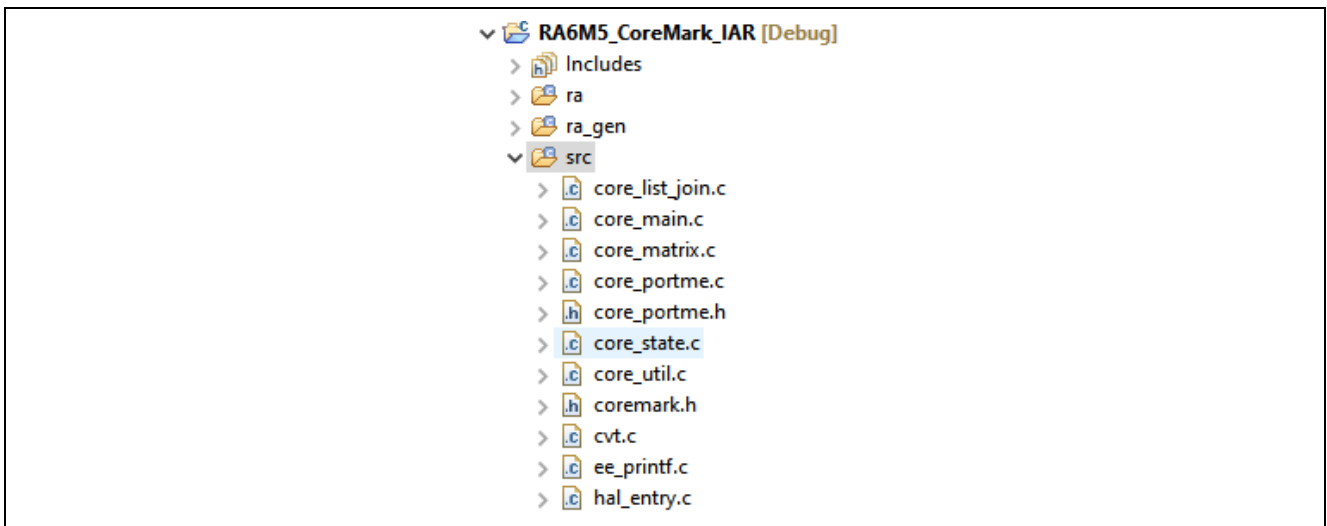 RA6M5_CoreMark_IAR [Debug]
Includes
ra
ra_gen
src
core_list_join.c
core_main.c
core_matrix.c
core_portme.c
core_portme.h
core_state.c
core_util.c
coremark.h
cvt.c
ee_printf.c
hal_entry.c